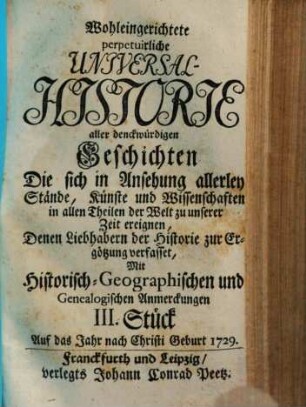 Wohleingerichtete
perpetuirliche
UNIVERSAL-
HISTORIE
aller denckwürdigen
Geschichten
Die sich in Ansehung allerley
Stände, Künste und Wissenschaften
in allen Theilen der Welt zu unserer
Zeit ereignen,
Denen Liebhabern der Historie zur Er-
götzung verfasset,
Mit
Historisch-Geographischen und
Genealogischen Anmerckungen
III. Stück
Auf das Jahr nach Christi Geburt 1729.
Franckfurth und Leipzig/
verlegts Johann Conrad Peetz.